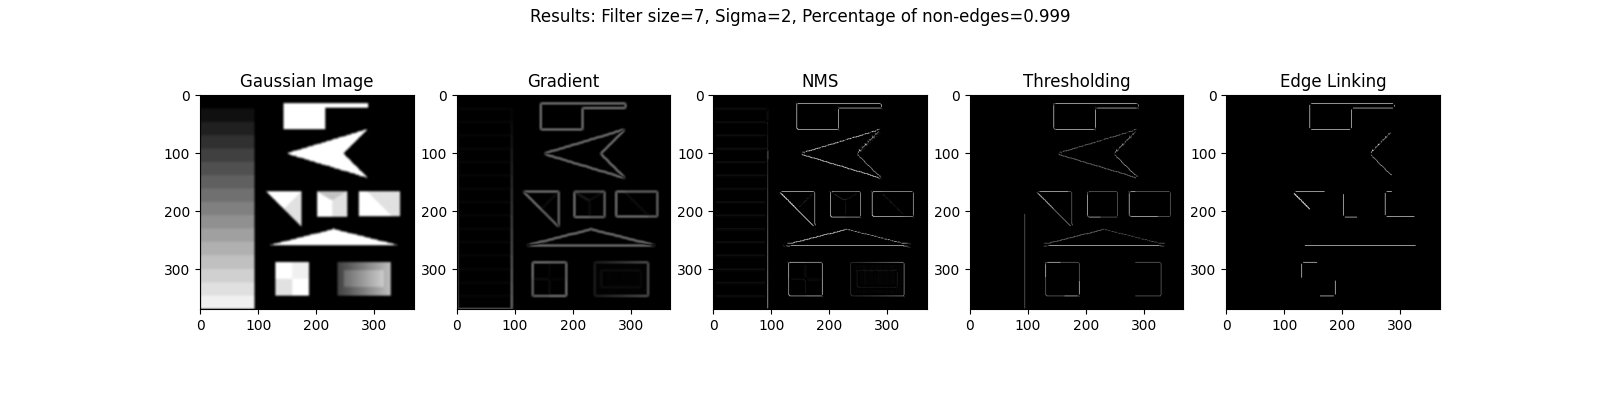 Results: Filter size=7, Sigma=2, Percentage of non-edges=0.999
Gaussian Image Gradient NMS Thresholding Edge Linking
0 0 0 0 0
100 100 100 100 100
200 200 200 200 200
300 300 300 300 300
0 100 200 300 0 100 200 300 0 100 200 300 0 100 200 300 0 100 200 300